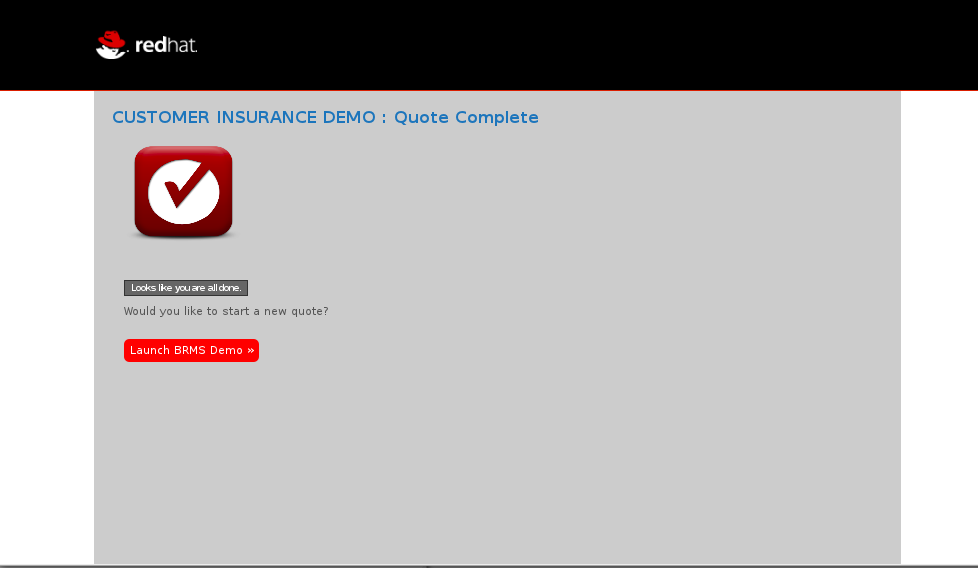 redhat.
CUSTOMER INSURANCE DEMO : Quote Complete
Looks like you are all done.
Would you like to start a new quote?
Launch BRMS Demo »